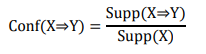 Conf(X⇒Y) = Supp(X⇒Y) / Supp(X)